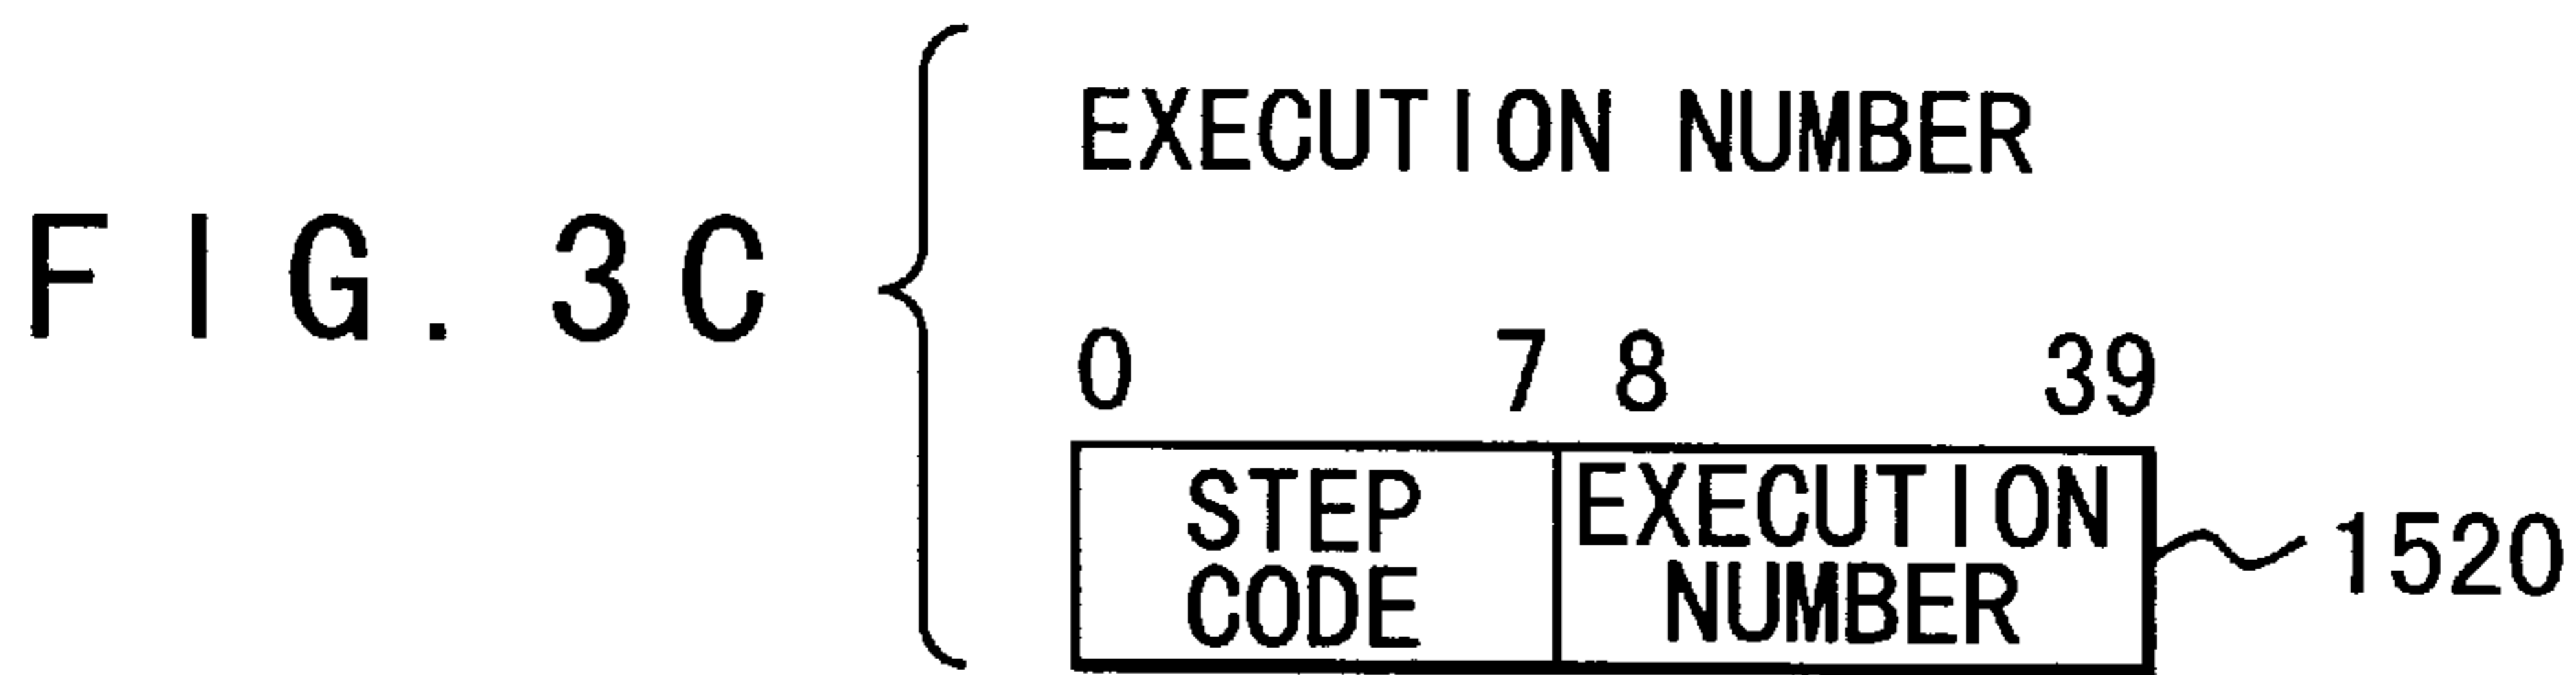 FIG. 3C
EXECUTION NUMBER
0 7 8 39
STEP CODE
EXECUTION NUMBER
1520